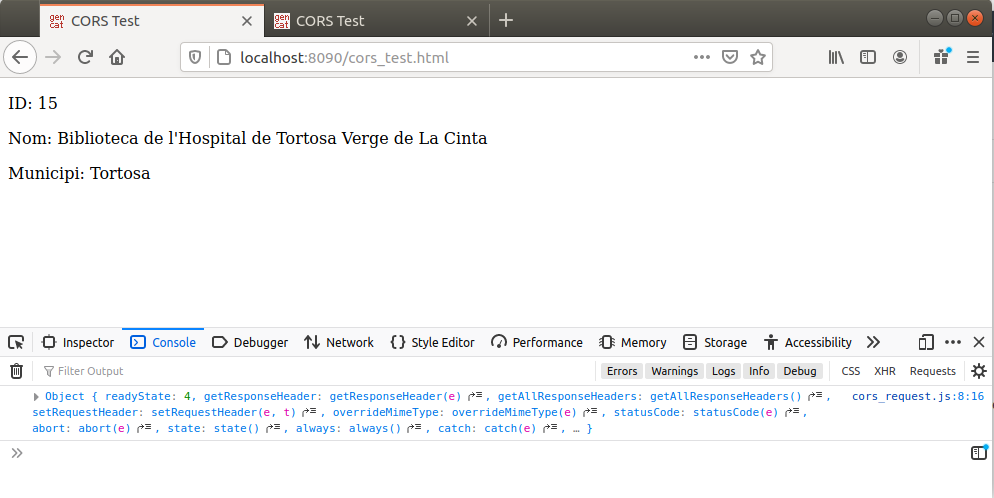 gen cat CORS Test gen cat CORS Test
localhost:8090/cors_test.html
ID: 15
Nom: Biblioteca de l'Hospital de Tortosa Verge de La Cinta
Municipi: Tortosa
Inspector Console Debugger Network Style Editor Performance Memory Storage Accessibility
Filter Output Errors Warnings Logs Info Debug CSS XHR Requests
Object { readyState: 4, getResponseHeader: getResponseHeader(e), getAllResponseHeaders: getAllResponseHeaders(), cors_request.js:8:16
setRequestHeader: setRequestHeader(e, t), overrideMimeType: overrideMimeType(e), statusCode: statusCode(e),
abort: abort(e), state: state(), always: always(), catch: catch(e), … }